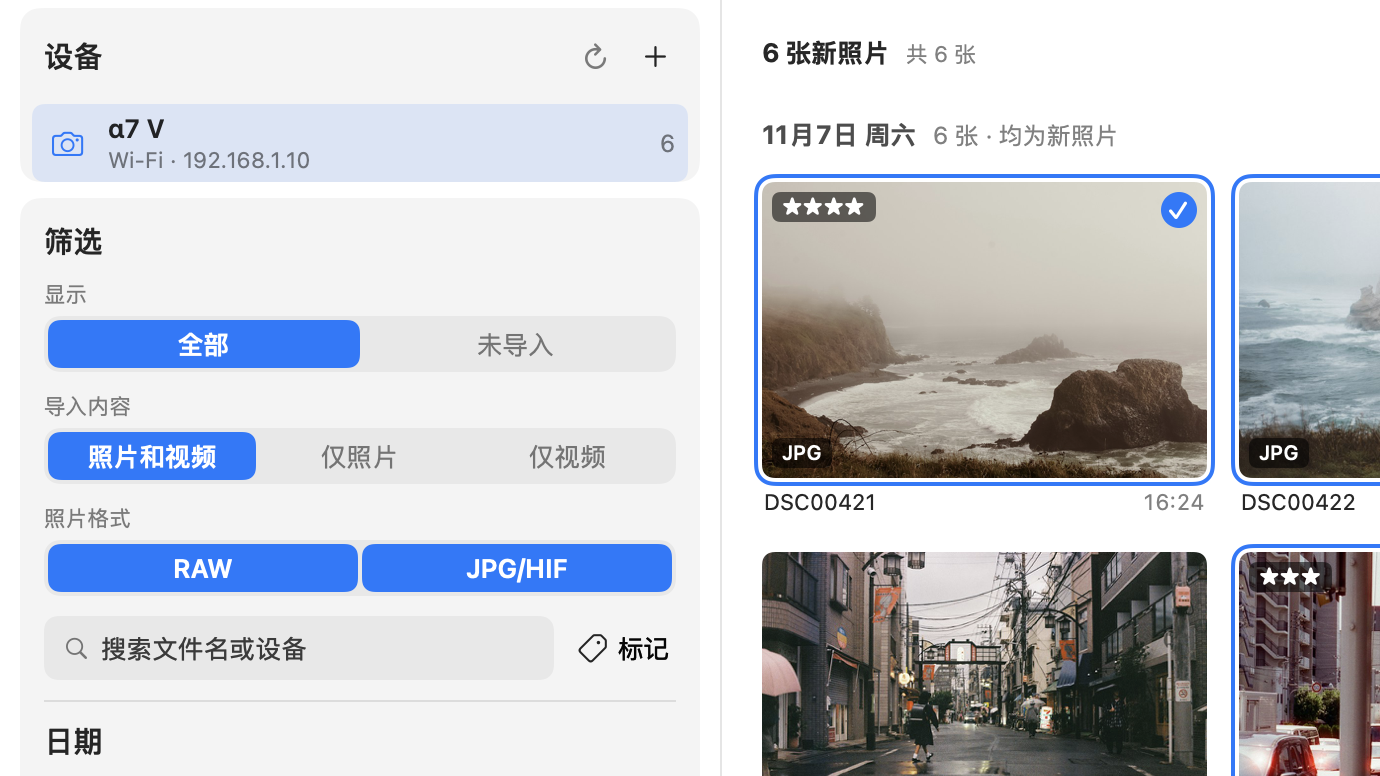 设备
α7 V
6
Wi-Fi · 192.168.1.10
筛选
显示
全部 未导入
导入内容
照片和视频 仅照片 仅视频
照片格式
RAW JPG/HIF
搜索文件名或设备 标记
日期
6 张新照片 共 6 张
11月7日 周六 6 张 · 均为新照片
JPG
JPG
DSC00421 16:24
DSC00422